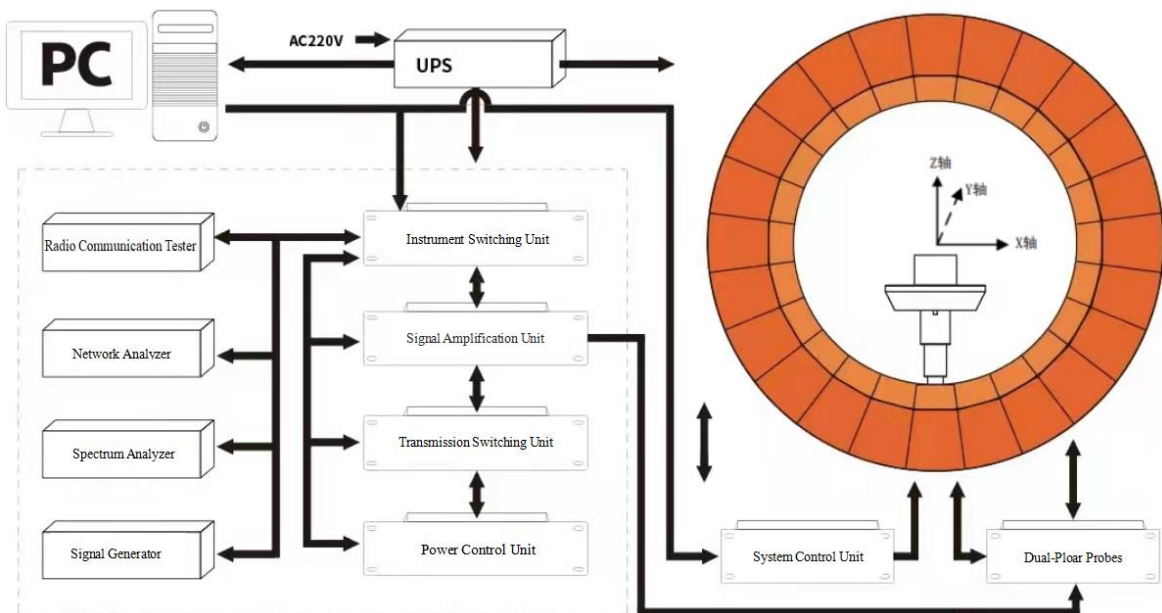 PC
AC220V
UPS
Z轴
Y轴
X轴
Radio Communication Tester
Instrument Switching Unit
Network Analyzer
Signal Amplification Unit
Spectrum Analyzer
Transmission Switching Unit
Signal Generator
Power Control Unit
System Control Unit
Dual-Ploar Probes